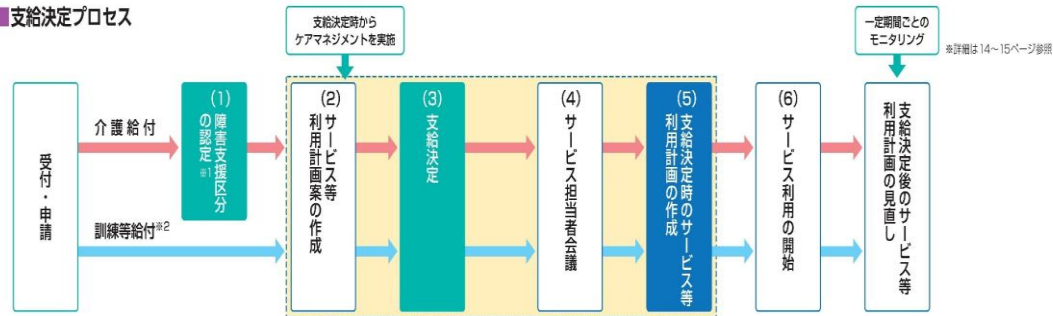 ■支給決定プロセス
支給決定時から
ケアマネジメントを実施
一定期間ごとの
モニタリング
※詳細は14～15ページ参照
受付・申請
介護給付
訓練等給付※2
(1)
障害支援区分
の認定※1
(2)
サービス等
利用計画案の作成
(3)
支給決定
(4)
サービス担当者会議
(5)
支給決定時のサービス等
利用計画の作成
(6)
サービス利用の開始
支給決定後のサービス等
利用計画の見直し